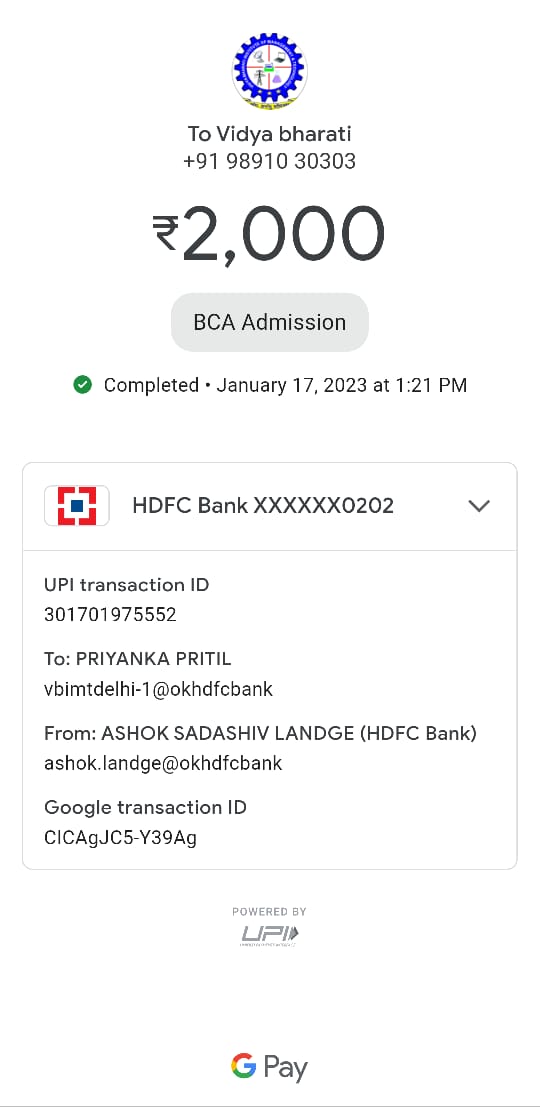 To Vidya bharati
+91 98910 30303
₹2,000
BCA Admission
Completed • January 17, 2023 at 1:21 PM
HDFC Bank XXXXXX0202
UPI transaction ID
301701975552
To: PRIYANKA PRITIL
vbimtdelhi-1@okhdfcbank
From: ASHOK SADASHIV LANDGE (HDFC Bank)
ashok.landge@okhdfcbank
Google transaction ID
CICAgJC5-Y39Ag
POWERED BY
UPI
G Pay